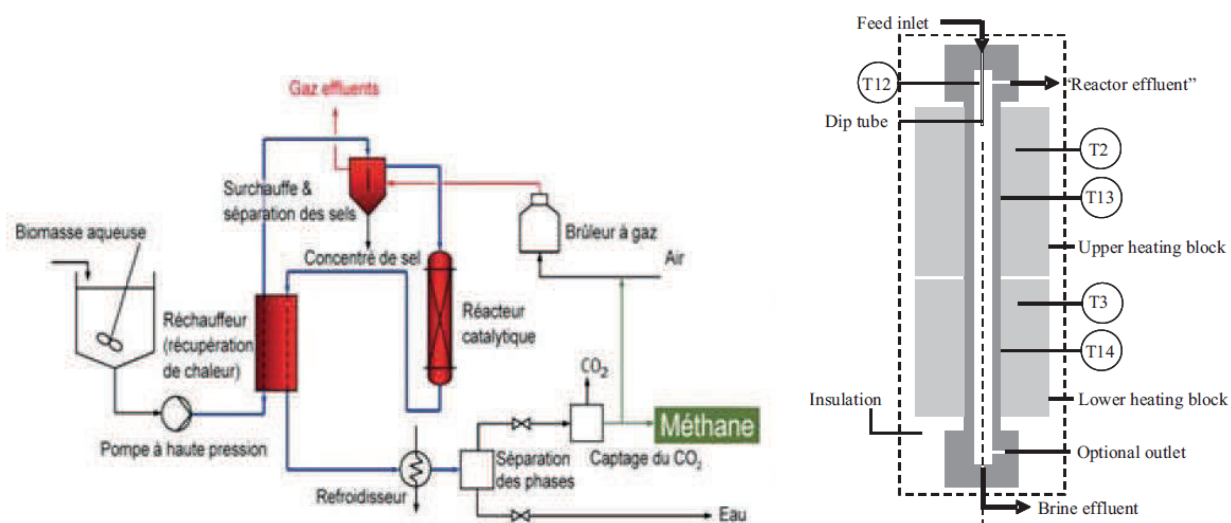 Gaz effluents
Surchauffe &
séparation des sels
Biomasse aqueuse
Concentré de sel
Brûleur à gaz
Air
Réchauffeur
(récupération
de chaleur)
Réacteur
catalytique
CO2
Méthane
Pompe à haute pression
Séparation
des phases
Captage du CO2
Refroidisseur
Eau
Feed inlet
T12
"Reactor effluent"
Dip tube
T2
T13
Upper heating block
T3
T14
Insulation
Lower heating block
Optional outlet
Brine effluent